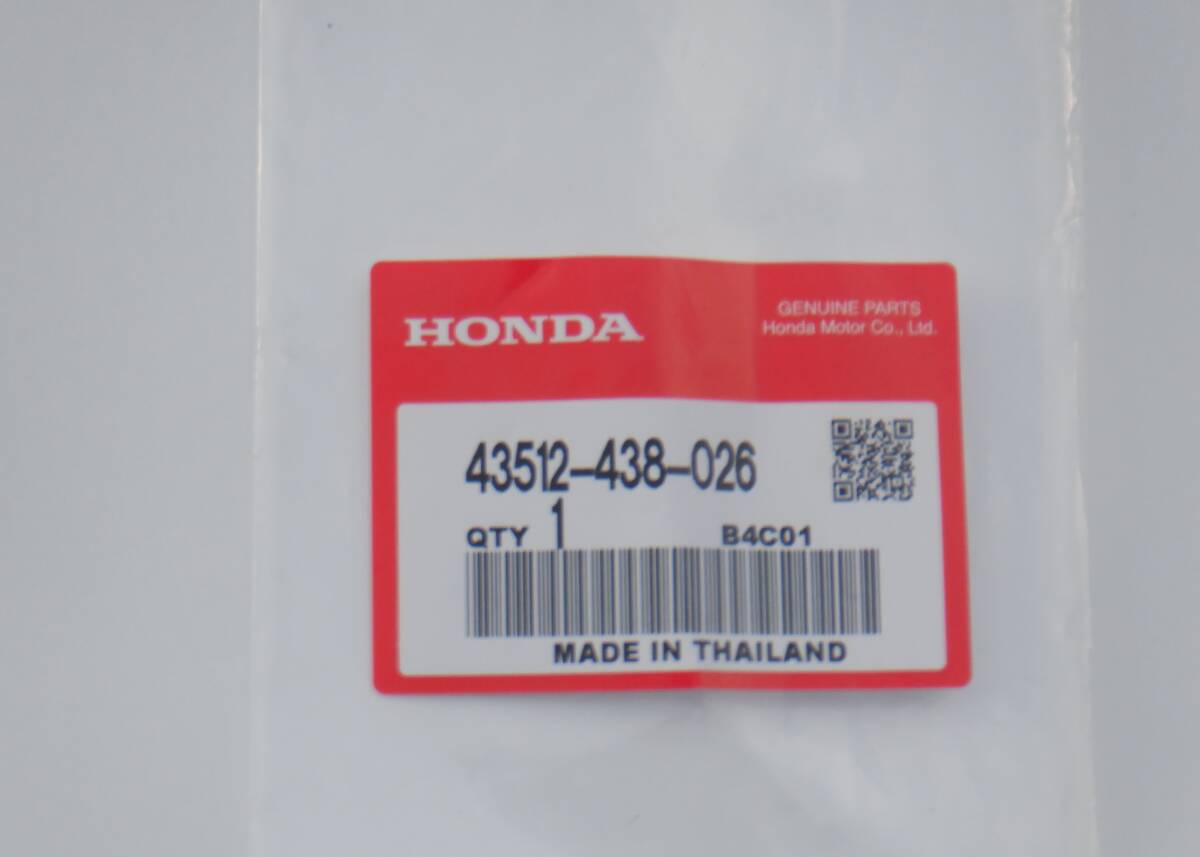 HONDA
GENUINE PARTS
Honda Motor Co., Ltd.
43512-438-026
QTY 1 B4C01
MADE IN THAILAND